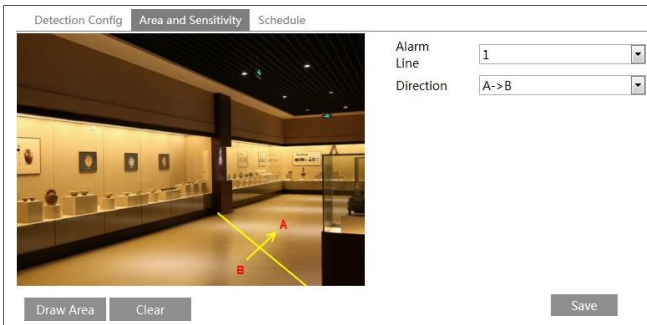 Detection Config Area and Sensitivity Schedule
Alarm Line 1
Direction A->B
A
B
Draw Area Clear Save